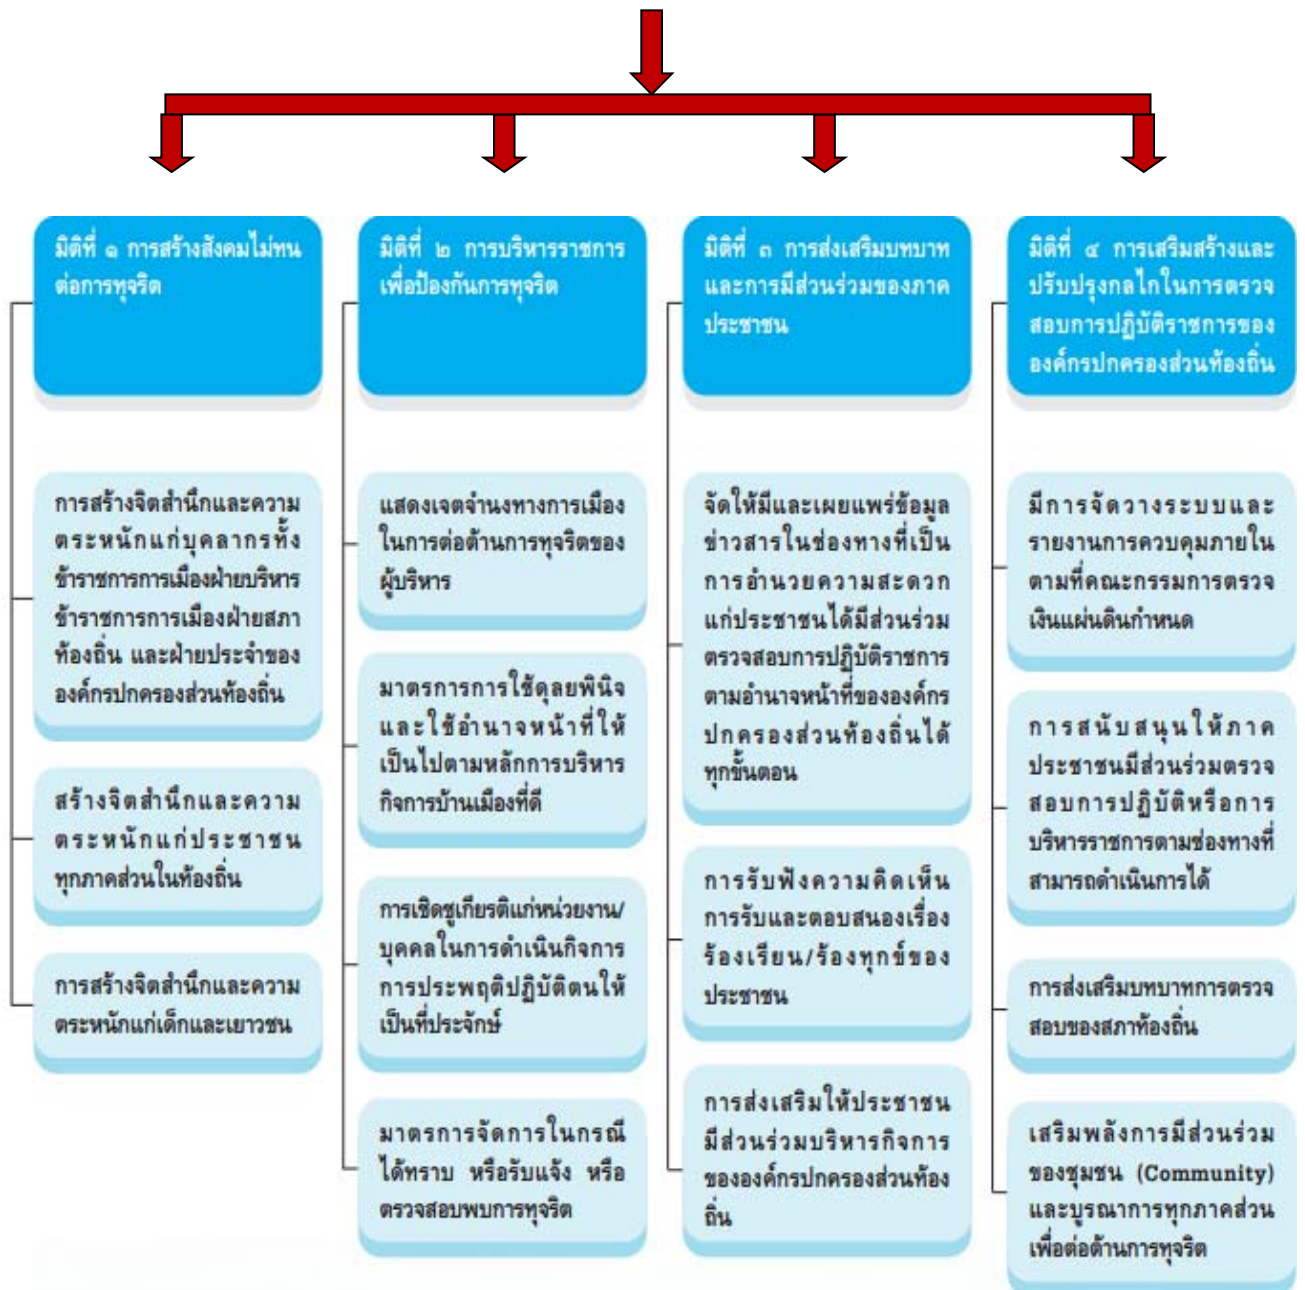 มิติที่ ๑ การสร้างสังคมไม่ทน
ต่อการทุจริต
การสร้างจิตสำนึกและความ
ตระหนักแก่บุคลากรทั้ง
ข้าราชการการเมืองฝ่ายบริหาร
ข้าราชการการเมืองฝ่ายสภา
ท้องถิ่น และฝ่ายประจำของ
องค์กรปกครองส่วนท้องถิ่น
สร้างจิตสำนึกและความ
ตระหนักแก่ประชาชน
ทุกภาคส่วนในท้องถิ่น
การสร้างจิตสำนึกและความ
ตระหนักแก่เด็กและเยาวชน
มิติที่ ๒ การบริหารราชการ
เพื่อป้องกันการทุจริต
แสดงเจตจำนงทางการเมือง
ในการต่อต้านการทุจริตของ
ผู้บริหาร
มาตรการการใช้ดุลยพินิจ
และใช้อำนาจหน้าที่ให้
เป็นไปตามหลักการบริหาร
กิจการบ้านเมืองที่ดี
การเชิดชูเกียรติแก่หน่วยงาน/
บุคคลในการดำเนินกิจการ
การประพฤติปฏิบัติตนให้
เป็นที่ประจักษ์
มาตรการจัดการในกรณี
ได้ทราบ หรือรับแจ้ง หรือ
ตรวจสอบพบการทุจริต
มิติที่ ๓ การส่งเสริมบทบาท
และการมีส่วนร่วมของภาค
ประชาชน
จัดให้มีและเผยแพร่ข้อมูล
ข่าวสารในช่องทางที่เป็น
การอำนวยความสะดวก
แก่ประชาชนได้มีส่วนร่วม
ตรวจสอบการปฏิบัติราชการ
ตามอำนาจหน้าที่ขององค์กร
ปกครองส่วนท้องถิ่นได้
ทุกขั้นตอน
การรับฟังความคิดเห็น
การรับและตอบสนองเรื่อง
ร้องเรียน/ร้องทุกข์ของ
ประชาชน
การส่งเสริมให้ประชาชน
มีส่วนร่วมบริหารกิจการ
ขององค์กรปกครองส่วนท้อง
ถิ่น
มิติที่ ๔ การเสริมสร้างและ
ปรับปรุงกลไกในการตรวจ
สอบการปฏิบัติราชการของ
องค์กรปกครองส่วนท้องถิ่น
มีการจัดวางระบบและ
รายงานการควบคุมภายใน
ตามที่คณะกรรมการตรวจ
เงินแผ่นดินกำหนด
การสนับสนุนให้ภาค
ประชาชนมีส่วนร่วมตรวจ
สอบการปฏิบัติหรือการ
บริหารราชการตามช่องทางที่
สามารถดำเนินการได้
การส่งเสริมบทบาทการตรวจ
สอบของสภาท้องถิ่น
เสริมพลังการมีส่วนร่วม
ของชุมชน (Community)
และบูรณาการทุกภาคส่วน
เพื่อต่อต้านการทุจริต